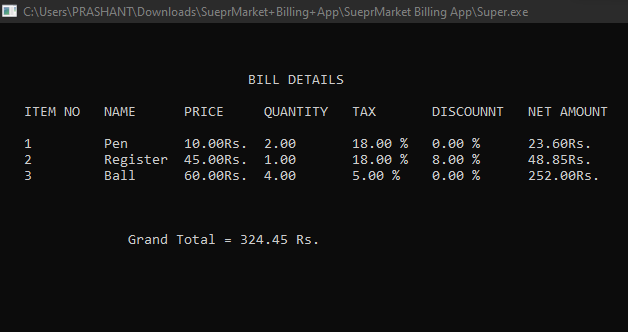 C:\Users\PRASHANT\Downloads\SueprMarket+Billing+App\SueprMarket Billing App\Super.exe
BILL DETAILS
ITEM NO NAME PRICE QUANTITY TAX DISCOUNNT NET AMOUNT
1 Pen 10.00Rs. 2.00 18.00 % 0.00 % 23.60Rs.
2 Register 45.00Rs. 1.00 18.00 % 8.00 % 48.85Rs.
3 Ball 60.00Rs. 4.00 5.00 % 0.00 % 252.00Rs.
Grand Total = 324.45 Rs.